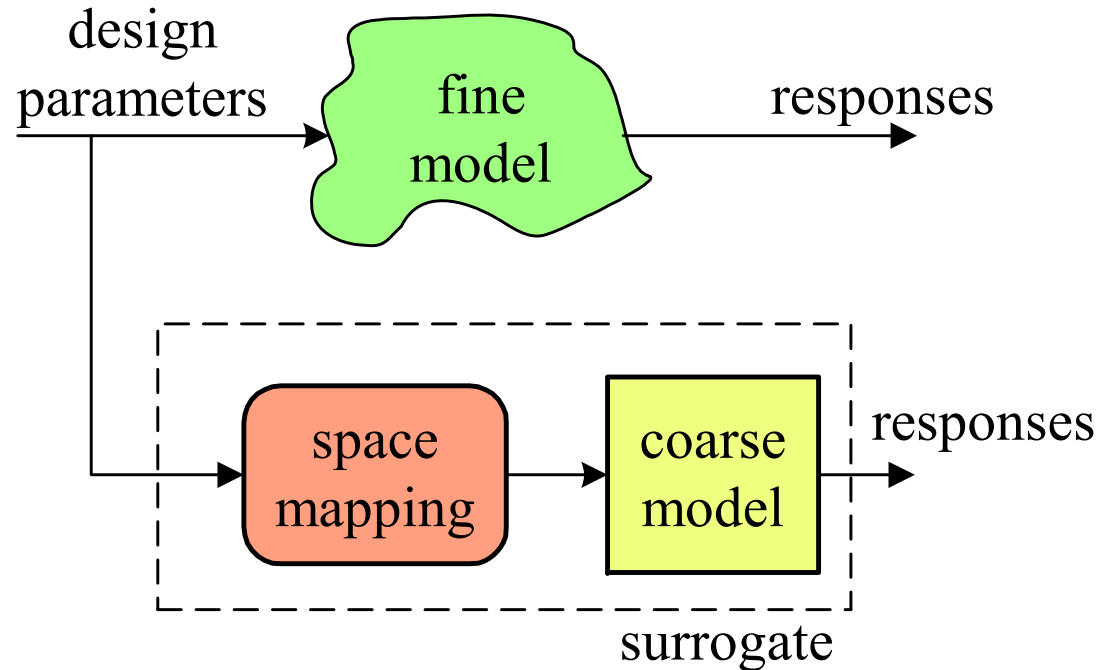 design
parameters
fine
model
responses
space
mapping
coarse
model
responses
surrogate